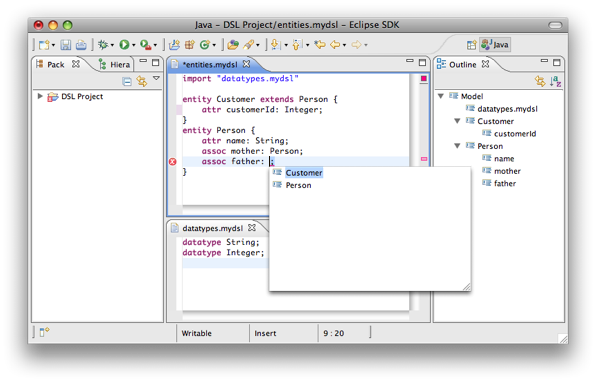 Java – DSL Project/entities.mydsl – Eclipse SDK
Java
Pack
Hiera
DSL Project
*entities.mydsl
import "datatypes.mydsl"
entity Customer extends Person {
attr customerId: Integer;
}
entity Person {
attr name: String;
assoc mother: Person;
assoc father: ;
}
Customer
Person
datatypes.mydsl
datatype String;
datatype Integer;
Outline
Model
datatypes.mydsl
Customer
customerId
Person
name
mother
father
Writable
Insert
9 : 20